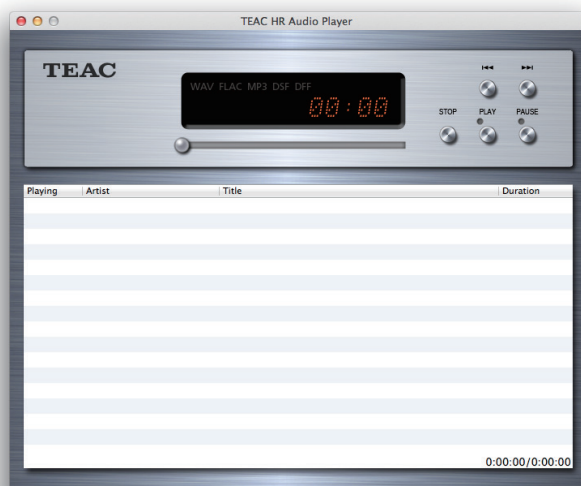 TEAC HR Audio Player
TEAC
WAV FLAC MP3 DSF DFF
00:00
STOP PLAY PAUSE
Playing Artist Title Duration
0:00:00/0:00:00